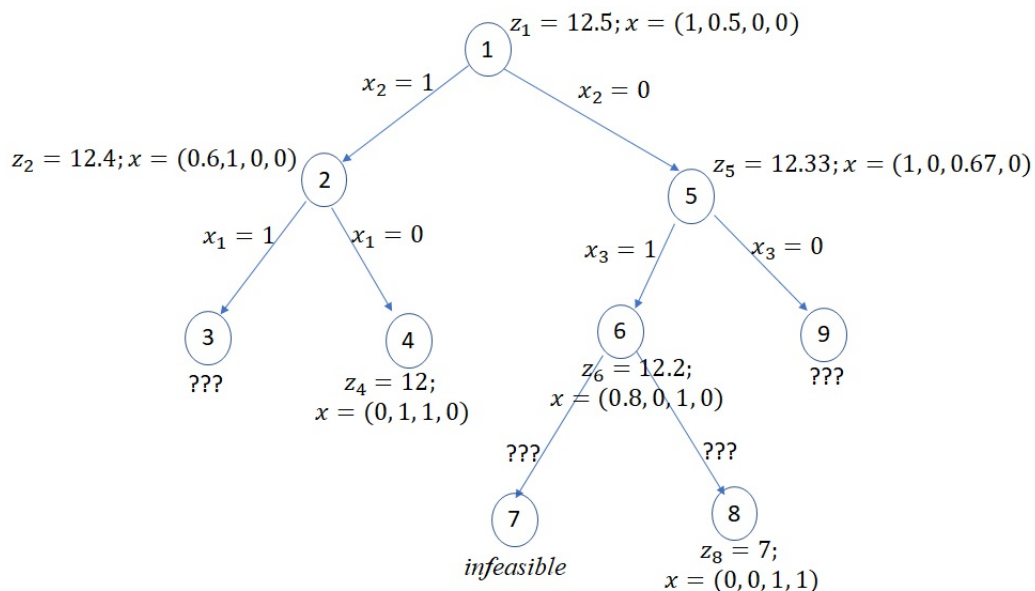 z₁ = 12.5; x = (1, 0.5, 0, 0)
1
x₂ = 1
x₂ = 0
z₂ = 12.4; x = (0.6,1, 0, 0)
2
z₅ = 12.33; x = (1, 0, 0.67, 0)
5
x₁ = 1
x₁ = 0
x₃ = 1
x₃ = 0
3
???
4
z₄ = 12;
x = (0, 1, 1, 0)
6
z₆ = 12.2;
x = (0.8, 0, 1, 0)
9
???
???
???
7
infeasible
8
z₈ = 7;
x = (0, 0, 1, 1)